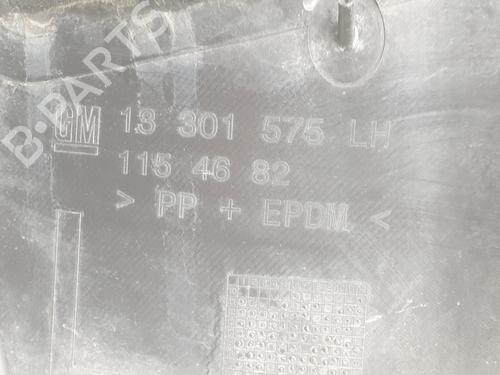 B-PARTS
GM 13 301 575 LH
115 46 82
> PP + EPDM <